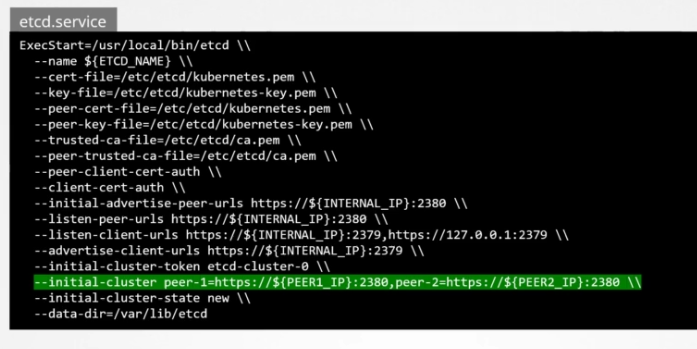 etcd.service
ExecStart=/usr/local/bin/etcd \\
--name ${ETCD_NAME} \\
--cert-file=/etc/etcd/kubernetes.pem \\
--key-file=/etc/etcd/kubernetes-key.pem \\
--peer-cert-file=/etc/etcd/kubernetes.pem \\
--peer-key-file=/etc/etcd/kubernetes-key.pem \\
--trusted-ca-file=/etc/etcd/ca.pem \\
--peer-trusted-ca-file=/etc/etcd/ca.pem \\
--peer-client-cert-auth \\
--client-cert-auth \\
--initial-advertise-peer-urls https://${INTERNAL_IP}:2380 \\
--listen-peer-urls https://${INTERNAL_IP}:2380 \\
--listen-client-urls https://${INTERNAL_IP}:2379,https://127.0.0.1:2379 \\
--advertise-client-urls https://${INTERNAL_IP}:2379 \\
--initial-cluster-token etcd-cluster-0 \\
--initial-cluster peer-1=https://${PEER1_IP}:2380,peer-2=https://${PEER2_IP}:2380 \\
--initial-cluster-state new \\
--data-dir=/var/lib/etcd